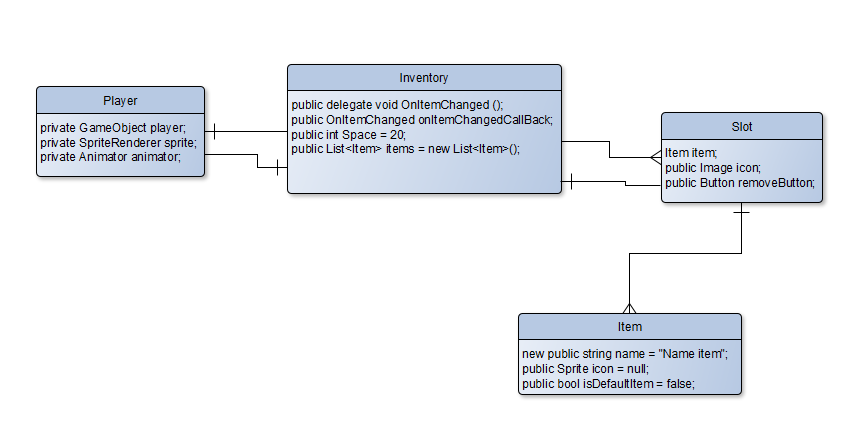 Player
private GameObject player;
private SpriteRenderer sprite;
private Animator animator;
Inventory
public delegate void OnItemChanged ();
public OnItemChanged onItemChangedCallBack;
public int Space = 20;
public List<Item> items = new List<Item>();
Slot
Item item;
public Image icon;
public Button removeButton;
Item
new public string name = "Name item";
public Sprite icon = null;
public bool isDefaultItem = false;